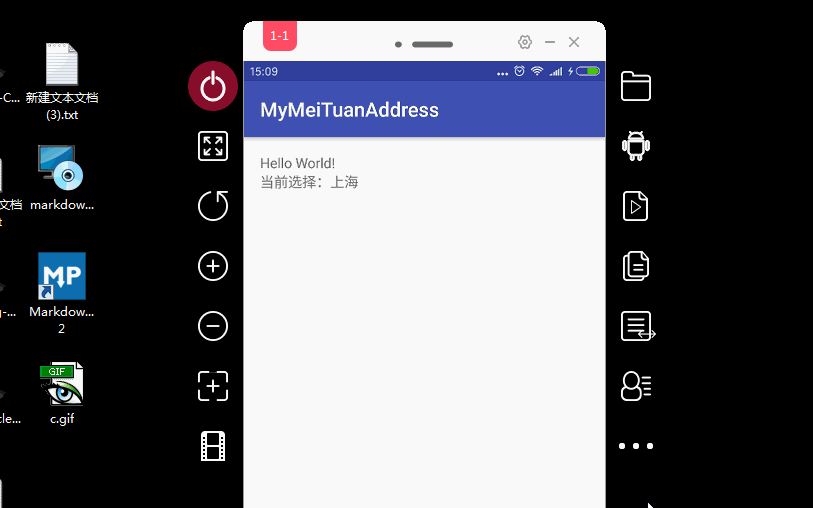 1-1
15:09
MyMeiTuanAddress
Hello World!
当前选择：上海
-C...
新建文本文档
(3).txt
文档
t
markdow...
MP
g-...
Markdow...
2
GIF
tle...
c.gif